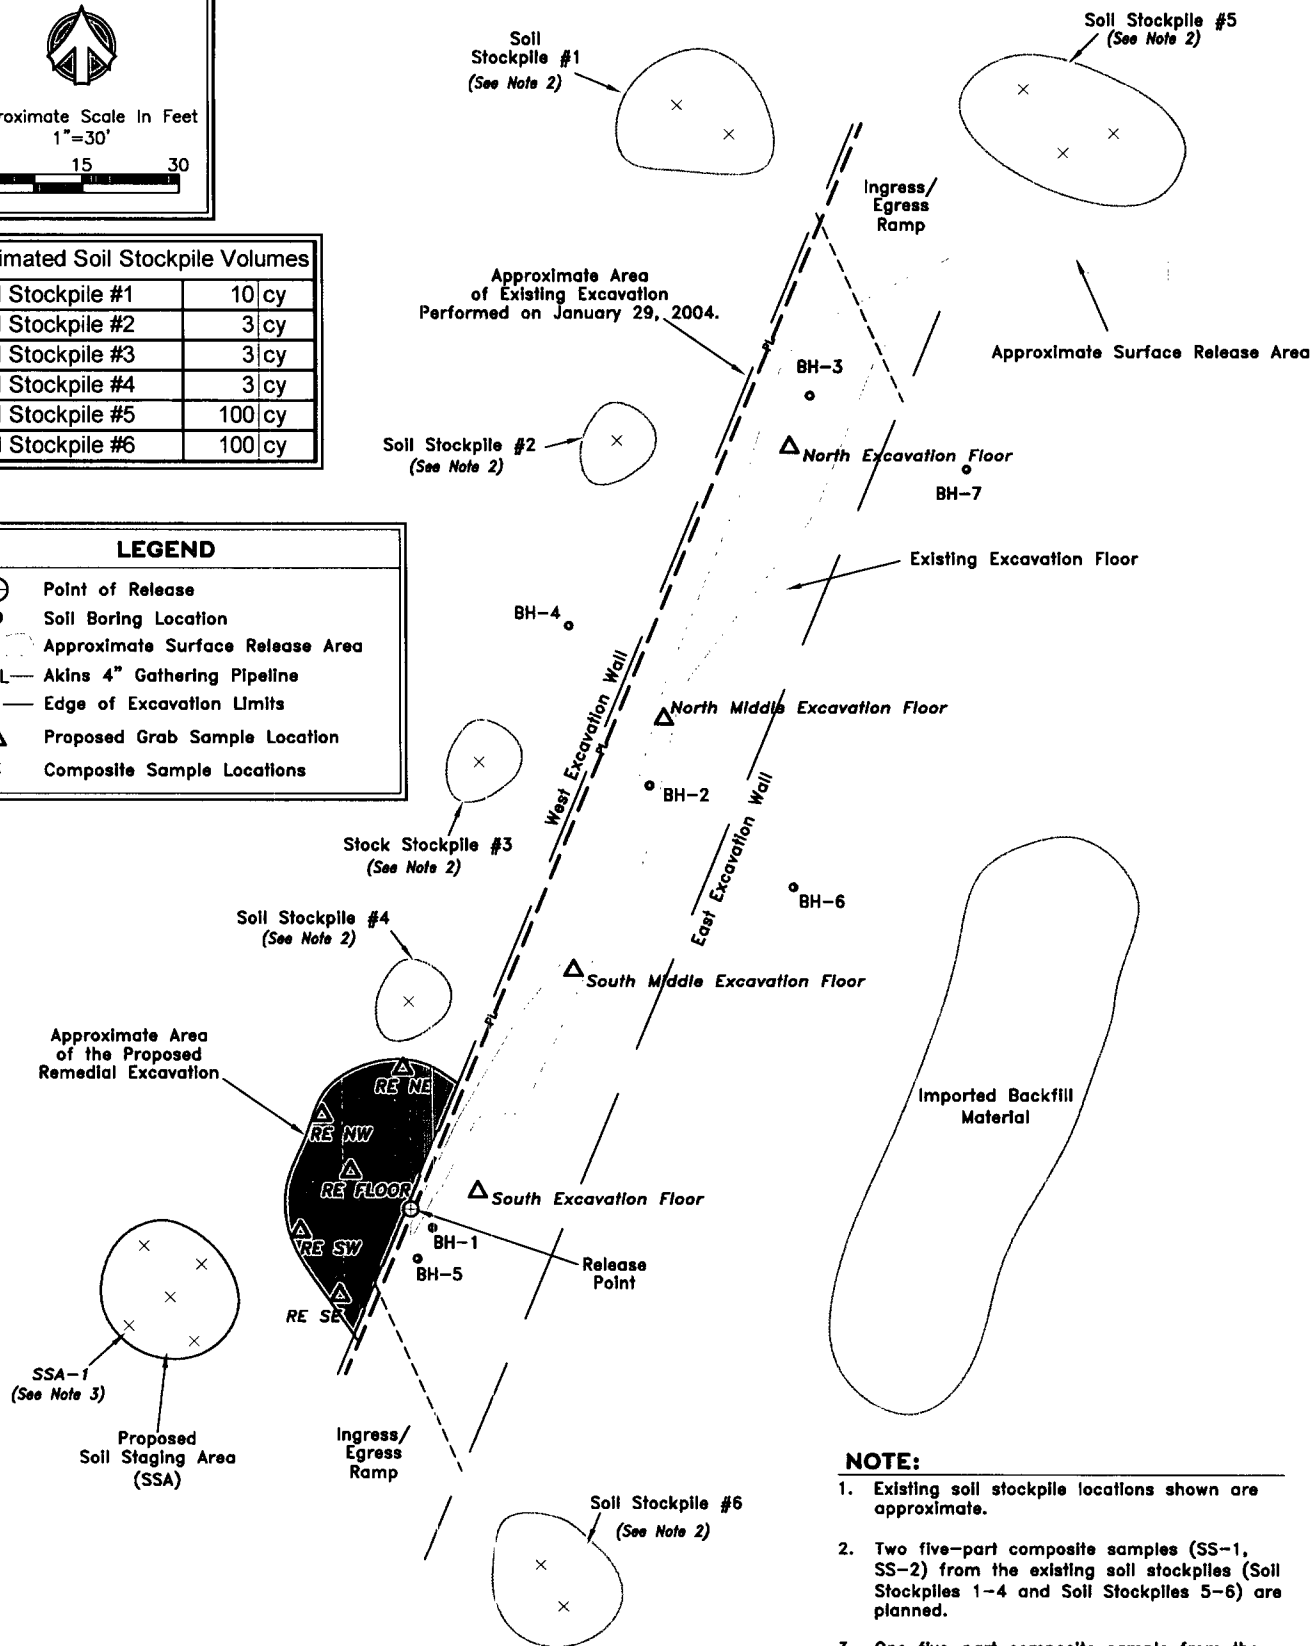 Soil Stockpile #5
(See Note 2)
Soil
Stockpile #1
(See Note 2)
Scale In Feet
1"=30'
15 30
Ingress/
Egress
Ramp
Soil Stockpile Volumes
Stockpile #1 10 cy
Stockpile #2 3 cy
Stockpile #3 3 cy
Stockpile #4 3 cy
Stockpile #5 100 cy
Stockpile #6 100 cy
Approximate Area
of Existing Excavation
Performed on January 29, 2004.
PL
Approximate Surface Release Area
BH-3
Soil Stockpile #2
(See Note 2)
North Excavation Floor
BH-7
LEGEND
Point of Release
Soil Boring Location
Approximate Surface Release Area
Akins 4" Gathering Pipeline
Edge of Excavation Limits
Proposed Grab Sample Location
Composite Sample Locations
Existing Excavation Floor
BH-4
West Excavation Wall
North Middle Excavation Floor
PL
BH-2
East Excavation Wall
Stock Stockpile #3
(See Note 2)
BH-6
Soil Stockpile #4
(See Note 2)
South Middle Excavation Floor
PL
Approximate Area
of the Proposed
Remedial Excavation
RE NE
RE NW
RE FLOOR
RE SW
RE SE
Imported Backfill
Material
South Excavation Floor
BH-1
BH-5
Release
Point
SSA-1
(See Note 3)
Proposed
Soil Staging Area
(SSA)
Ingress/
Egress
Ramp
Soil Stockpile #6
(See Note 2)
NOTE:
1. Existing soil stockpile locations shown are
approximate.
2. Two five-part composite samples (SS-1,
SS-2) from the existing soil stockpiles (Soil
Stockpiles 1-4 and Soil Stockpiles 5-6) are
planned.
3. One five-part composite sample from the